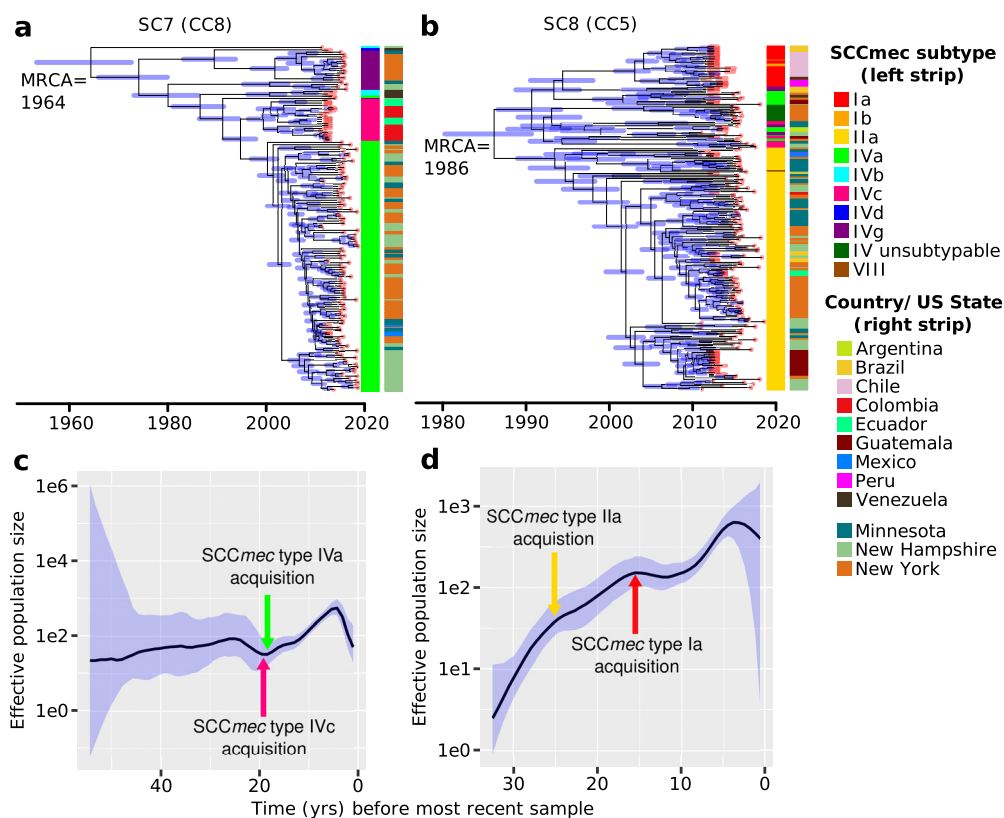 a
SC7 (CC8)
MRCA=
1964
1960
1980
2000
2020
b
SC8 (CC5)
MRCA=
1986
1980
1990
2000
2010
2020
SCCmec subtype
(left strip)
Ia
Ib
IIa
IVa
IVb
IVc
IVd
IVg
IV unsubtypable
VIII
Country/ US State
(right strip)
Argentina
Brazil
Chile
Colombia
Ecuador
Guatemala
Mexico
Peru
Venezuela
Minnesota
New Hampshire
New York
c
Effective population size
1e6
1e4
1e2
1e0
SCCmec type IVa
acquisition
SCCmec type IVc
acquisition
40
20
0
d
Effective population size
1e3
1e2
1e1
1e0
SCCmec type IIa
acquistion
SCCmec type Ia
acquisition
30
20
10
0
Time (yrs) before most recent sample